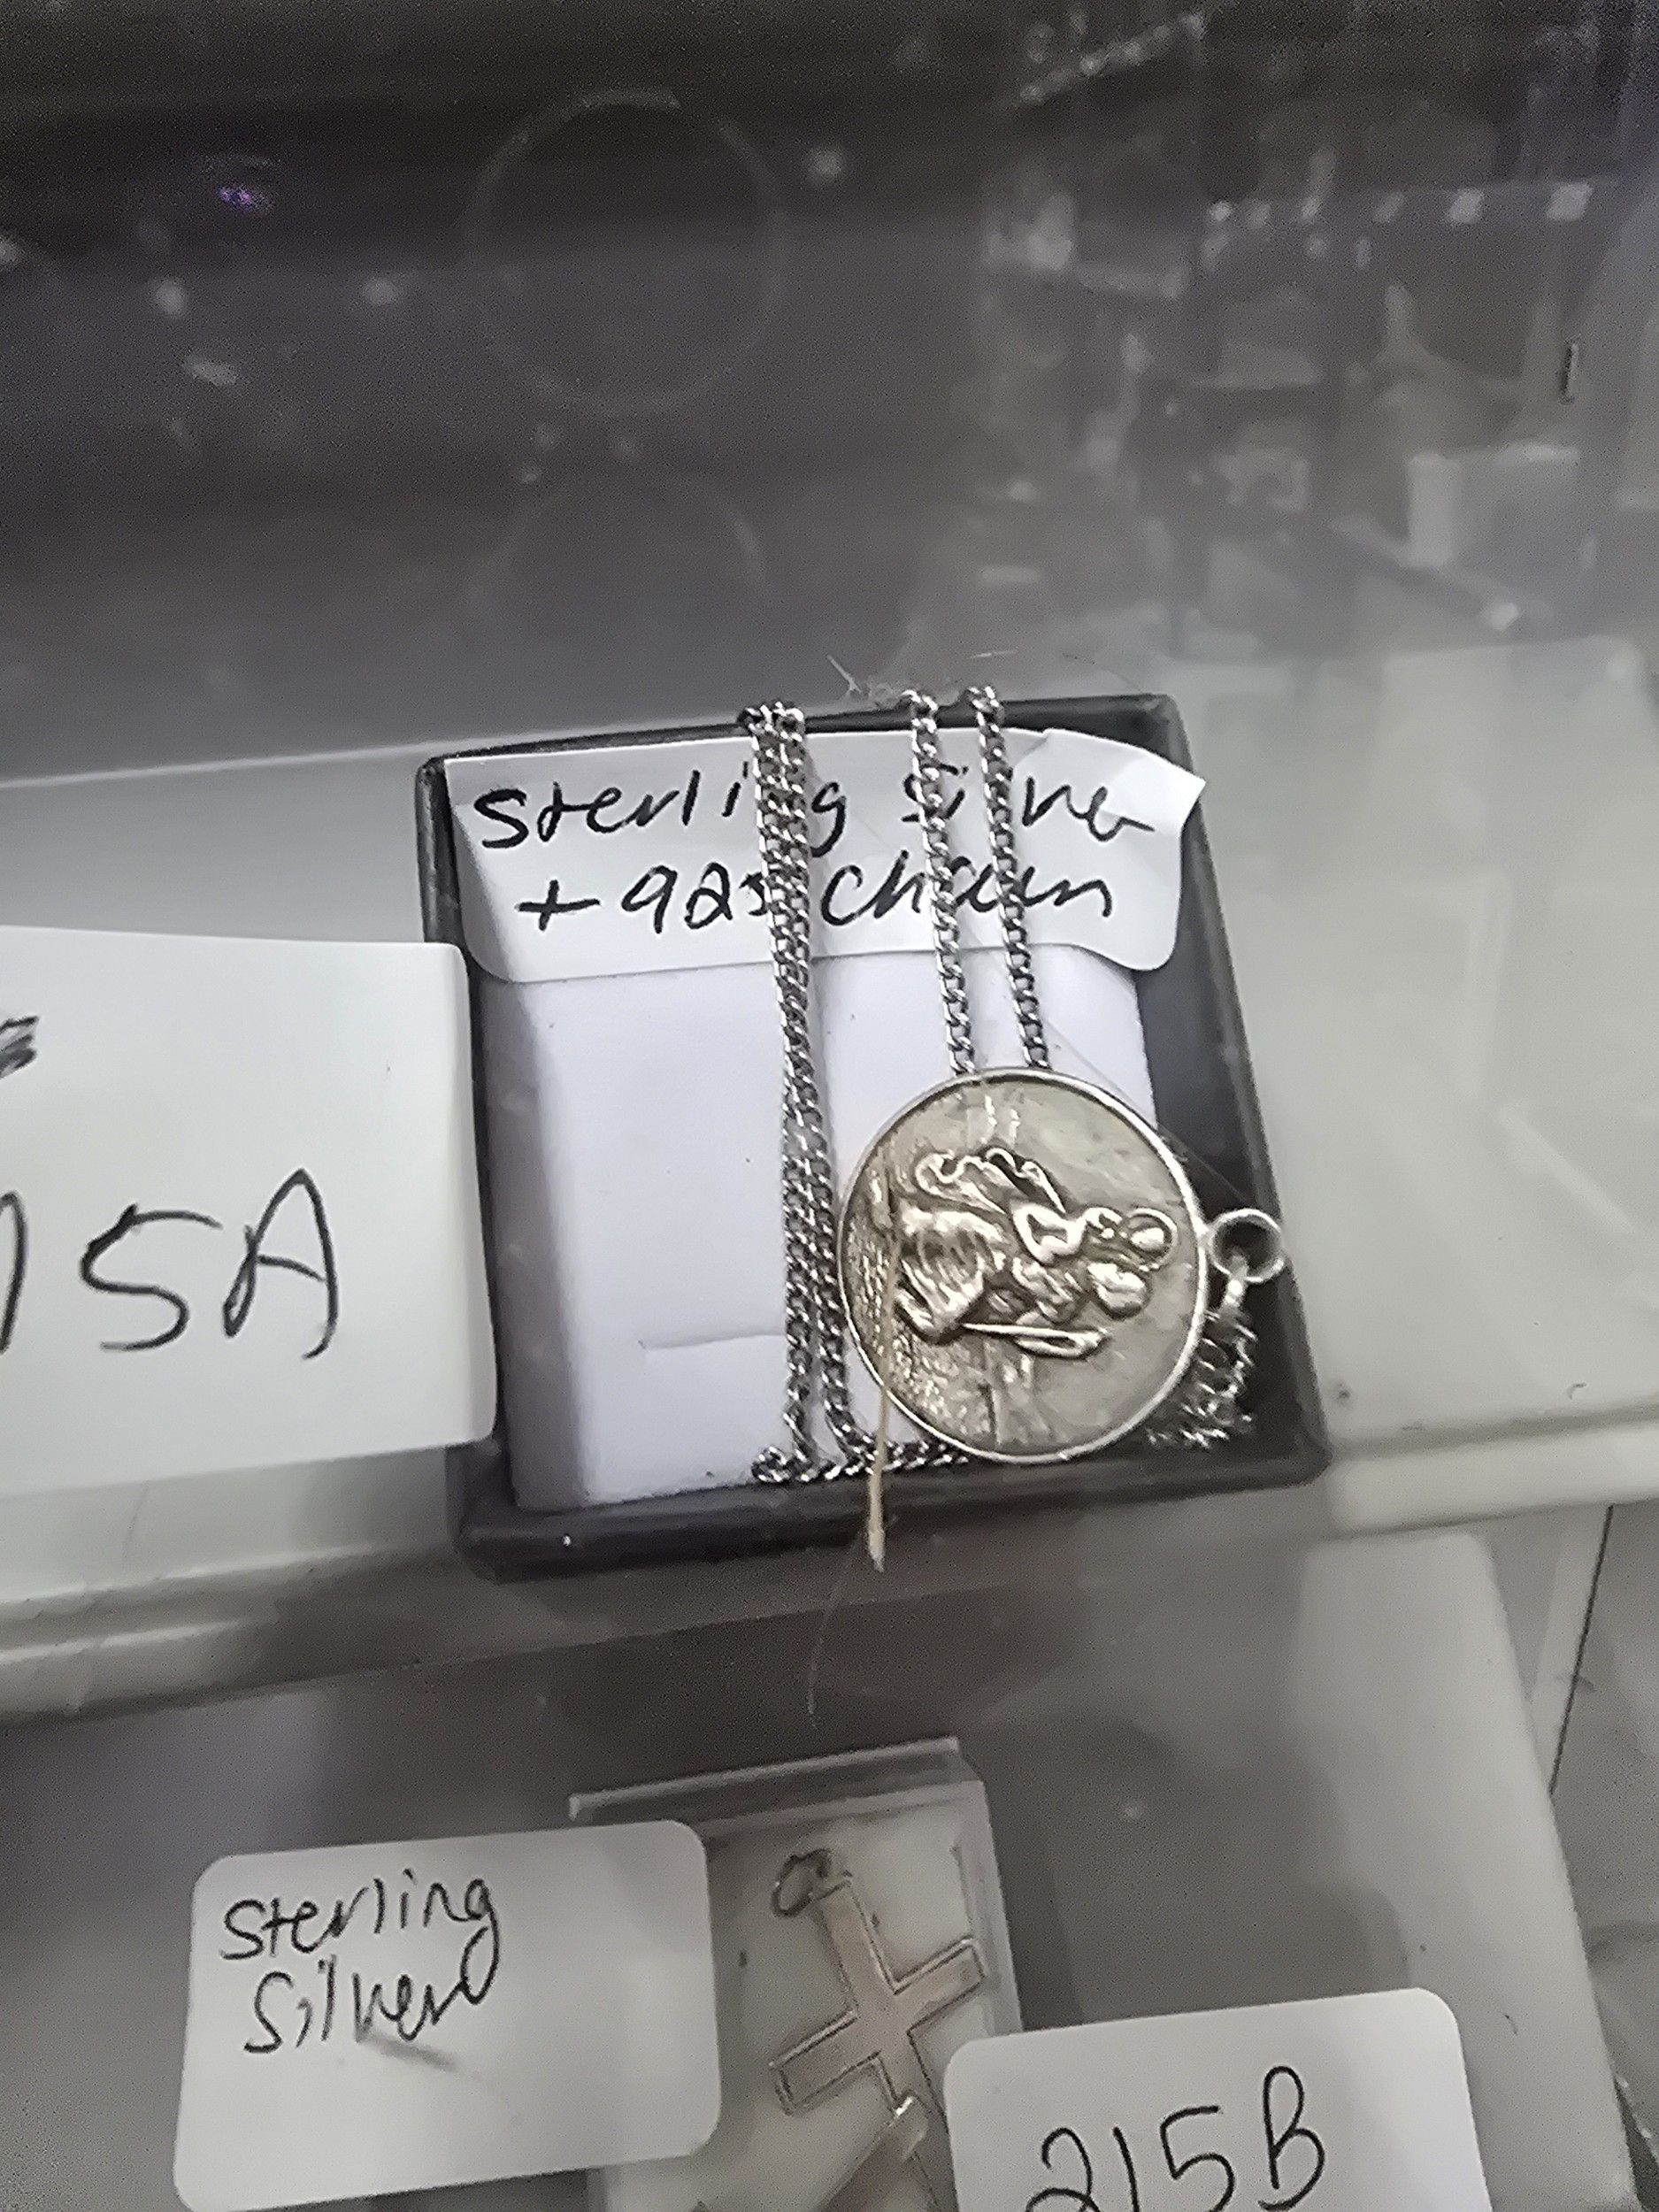 Sterling Silver
+ 925 chain
15A
Sterling
Silver
215B